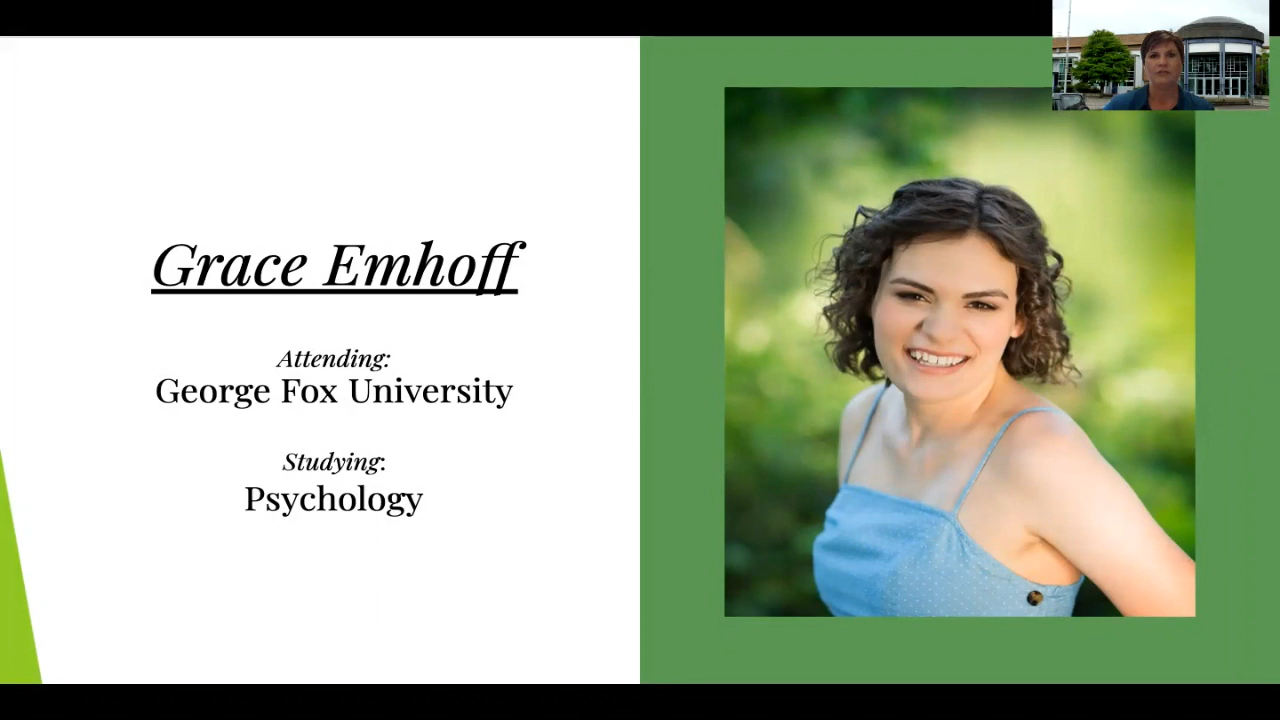 Grace Emhoff
Attending:
George Fox University
Studying:
Psychology